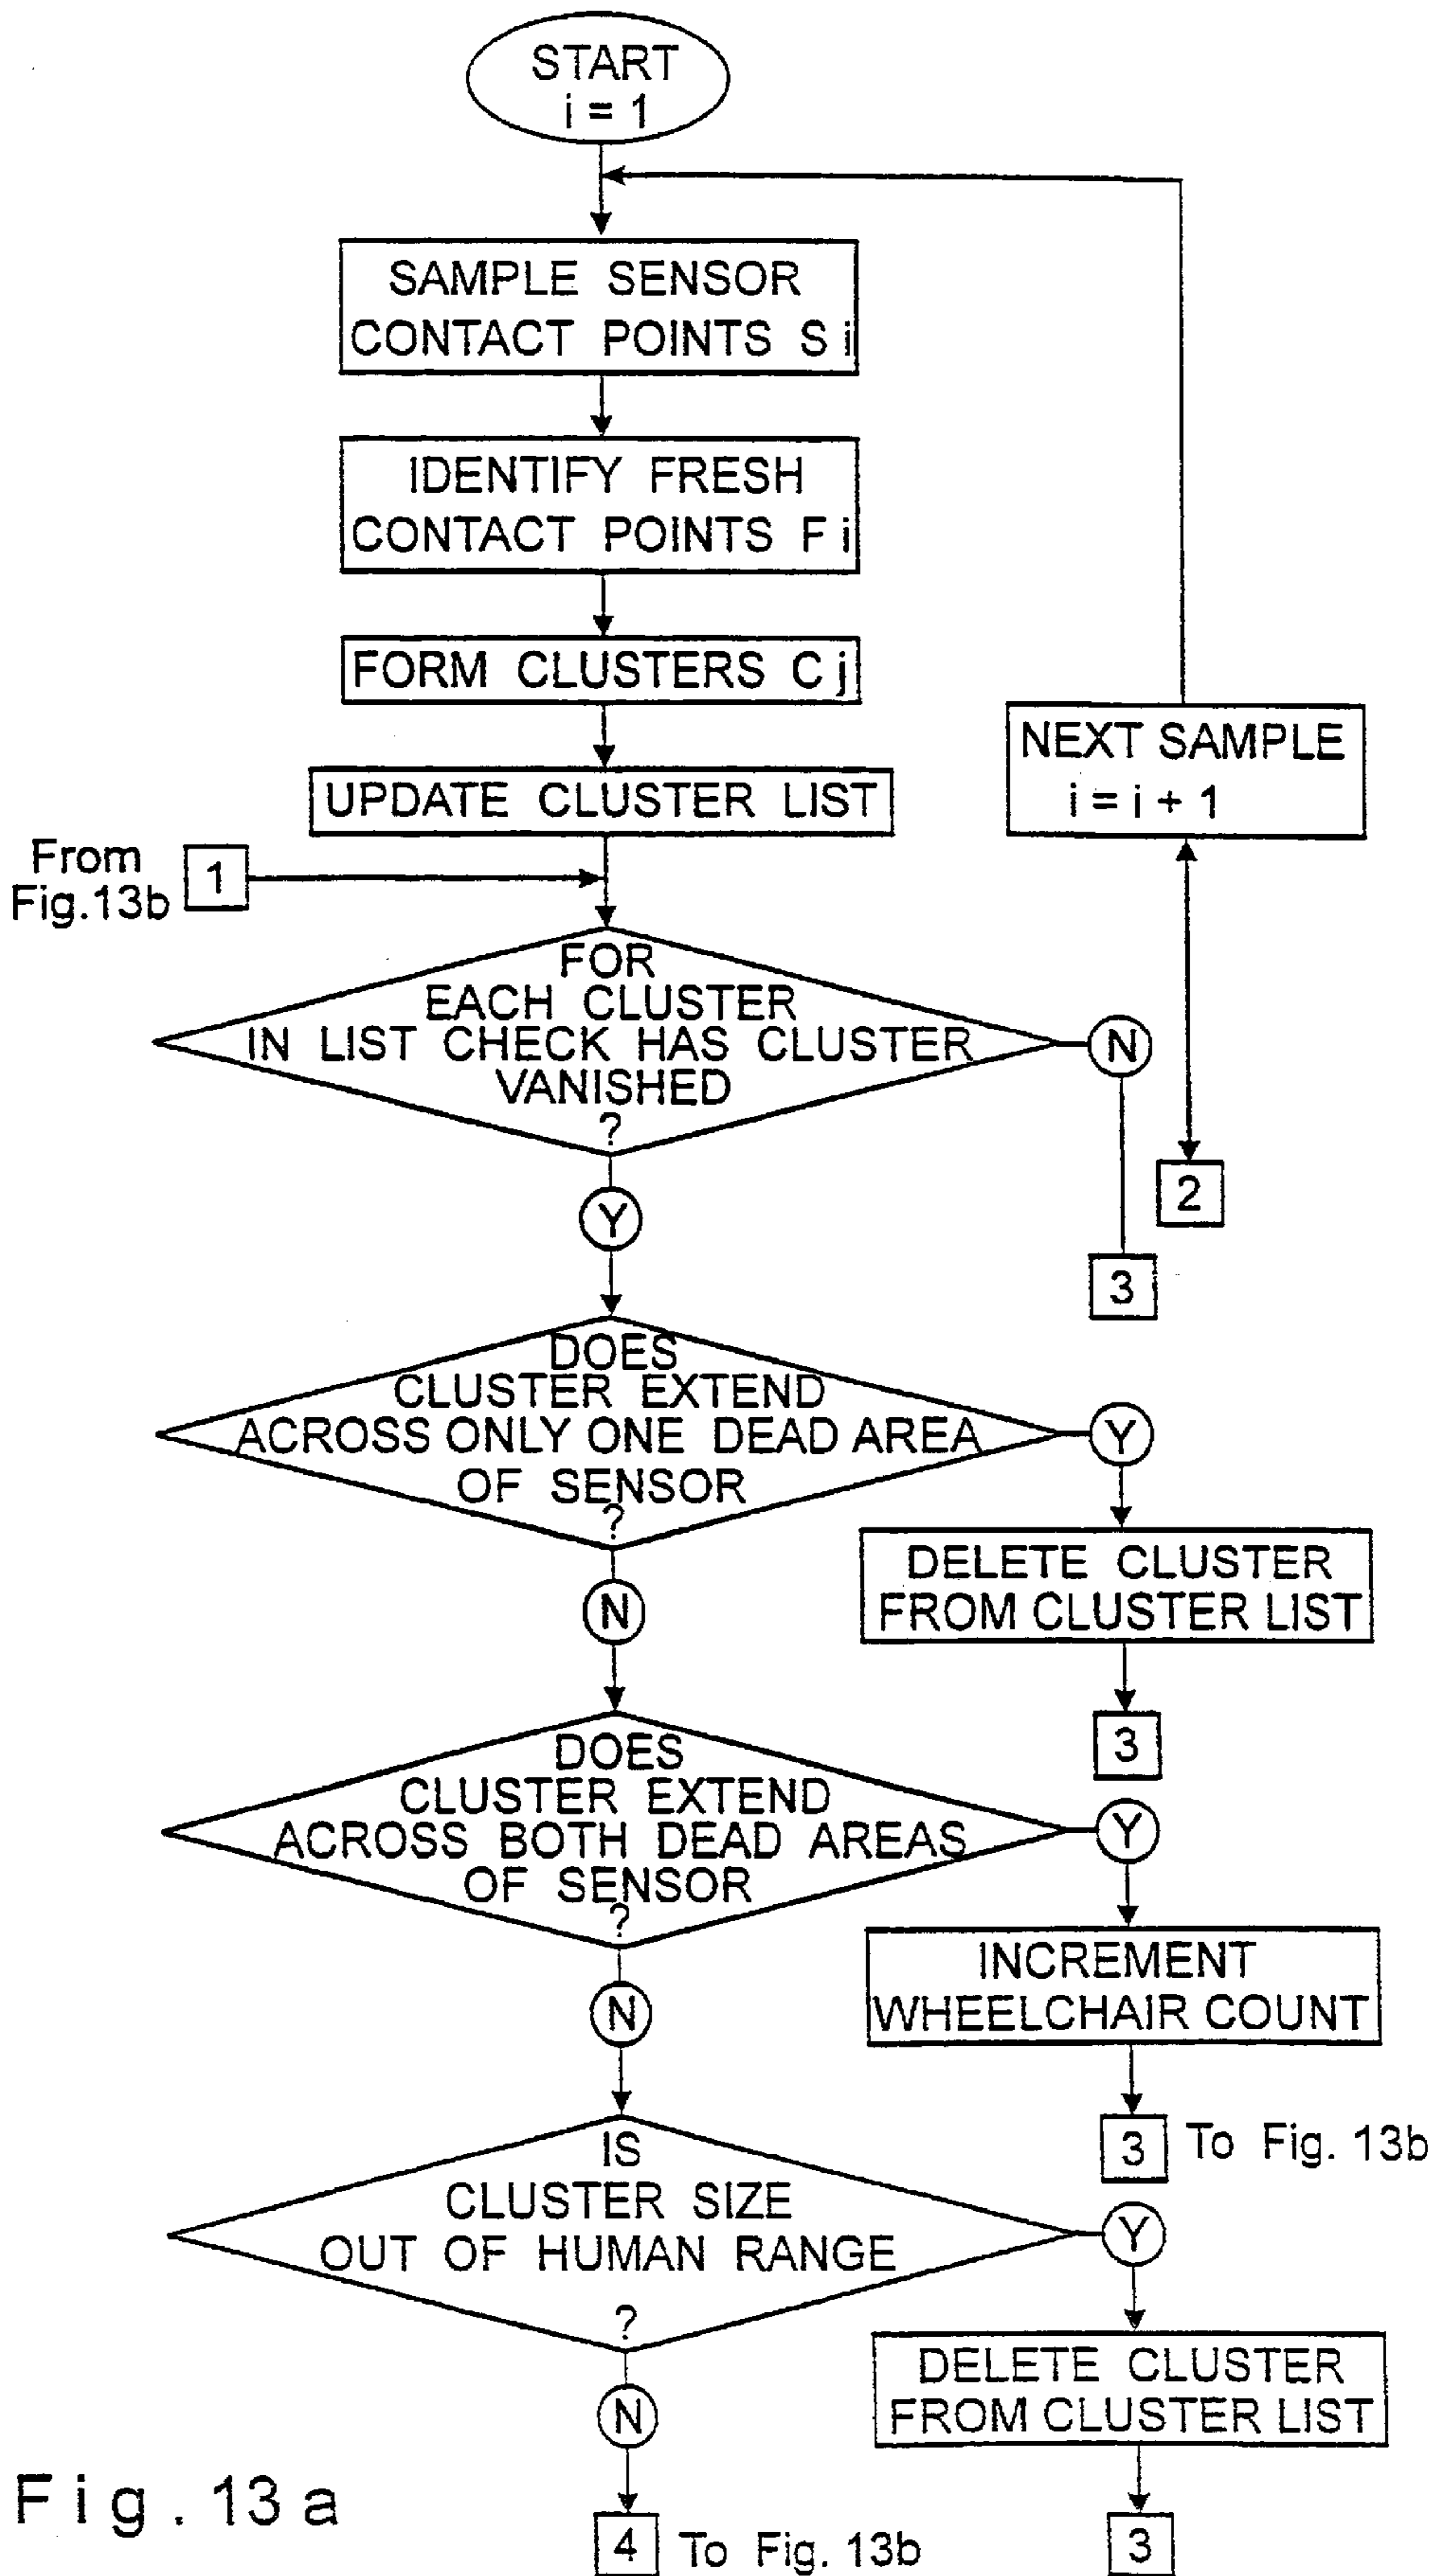 START
i = 1
SAMPLE SENSOR
CONTACT POINTS S i
IDENTIFY FRESH
CONTACT POINTS F i
FORM CLUSTERS C j
UPDATE CLUSTER LIST
NEXT SAMPLE
i = i + 1
From
Fig.13b
1
FOR
EACH CLUSTER
IN LIST CHECK HAS CLUSTER
VANISHED
?
N
2
3
Y
DOES
CLUSTER EXTEND
ACROSS ONLY ONE DEAD AREA
OF SENSOR
?
Y
DELETE CLUSTER
FROM CLUSTER LIST
3
N
DOES
CLUSTER EXTEND
ACROSS BOTH DEAD AREAS
OF SENSOR
?
Y
INCREMENT
WHEELCHAIR COUNT
3 To Fig. 13b
N
IS
CLUSTER SIZE
OUT OF HUMAN RANGE
?
Y
DELETE CLUSTER
FROM CLUSTER LIST
3
N
4 To Fig. 13b
Fig. 13a